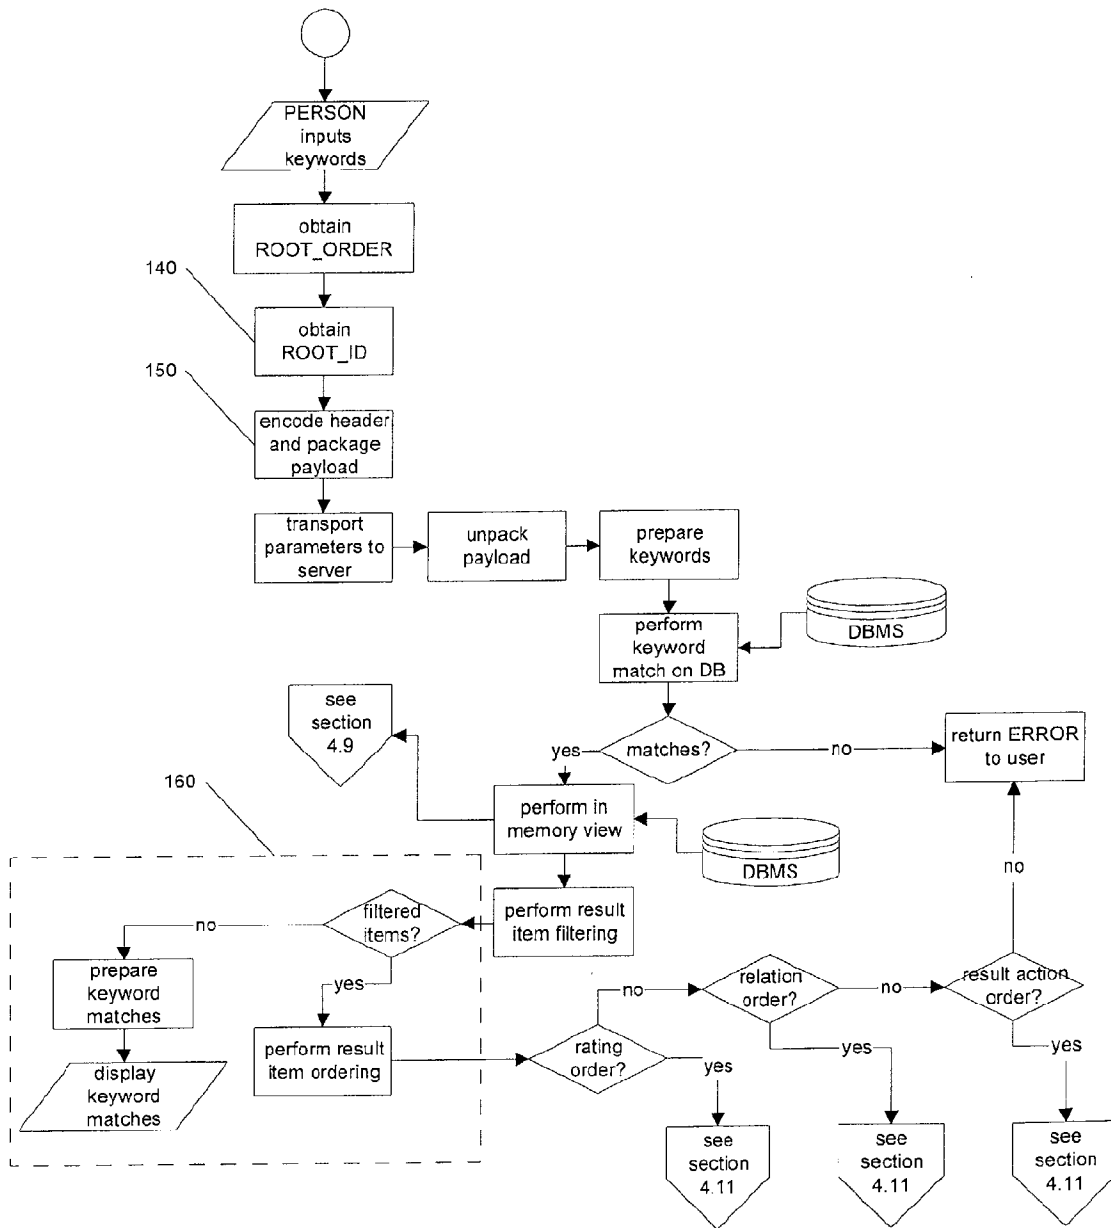 PERSON
inputs
keywords
obtain
ROOT_ORDER
140
obtain
ROOT_ID
150
encode header
and package
payload
transport
parameters to
server
unpack
payload
prepare
keywords
perform
keyword
match on DB
DBMS
see
section
4.9
yes
matches?
no
return ERROR
to user
160
perform in
memory view
DBMS
no
filtered
items?
no
perform result
item filtering
prepare
keyword
matches
yes
no
relation
order?
no
result action
order?
perform result
item ordering
rating
order?
yes
yes
yes
display
keyword
matches
see
section
4.11
see
section
4.11
see
section
4.11